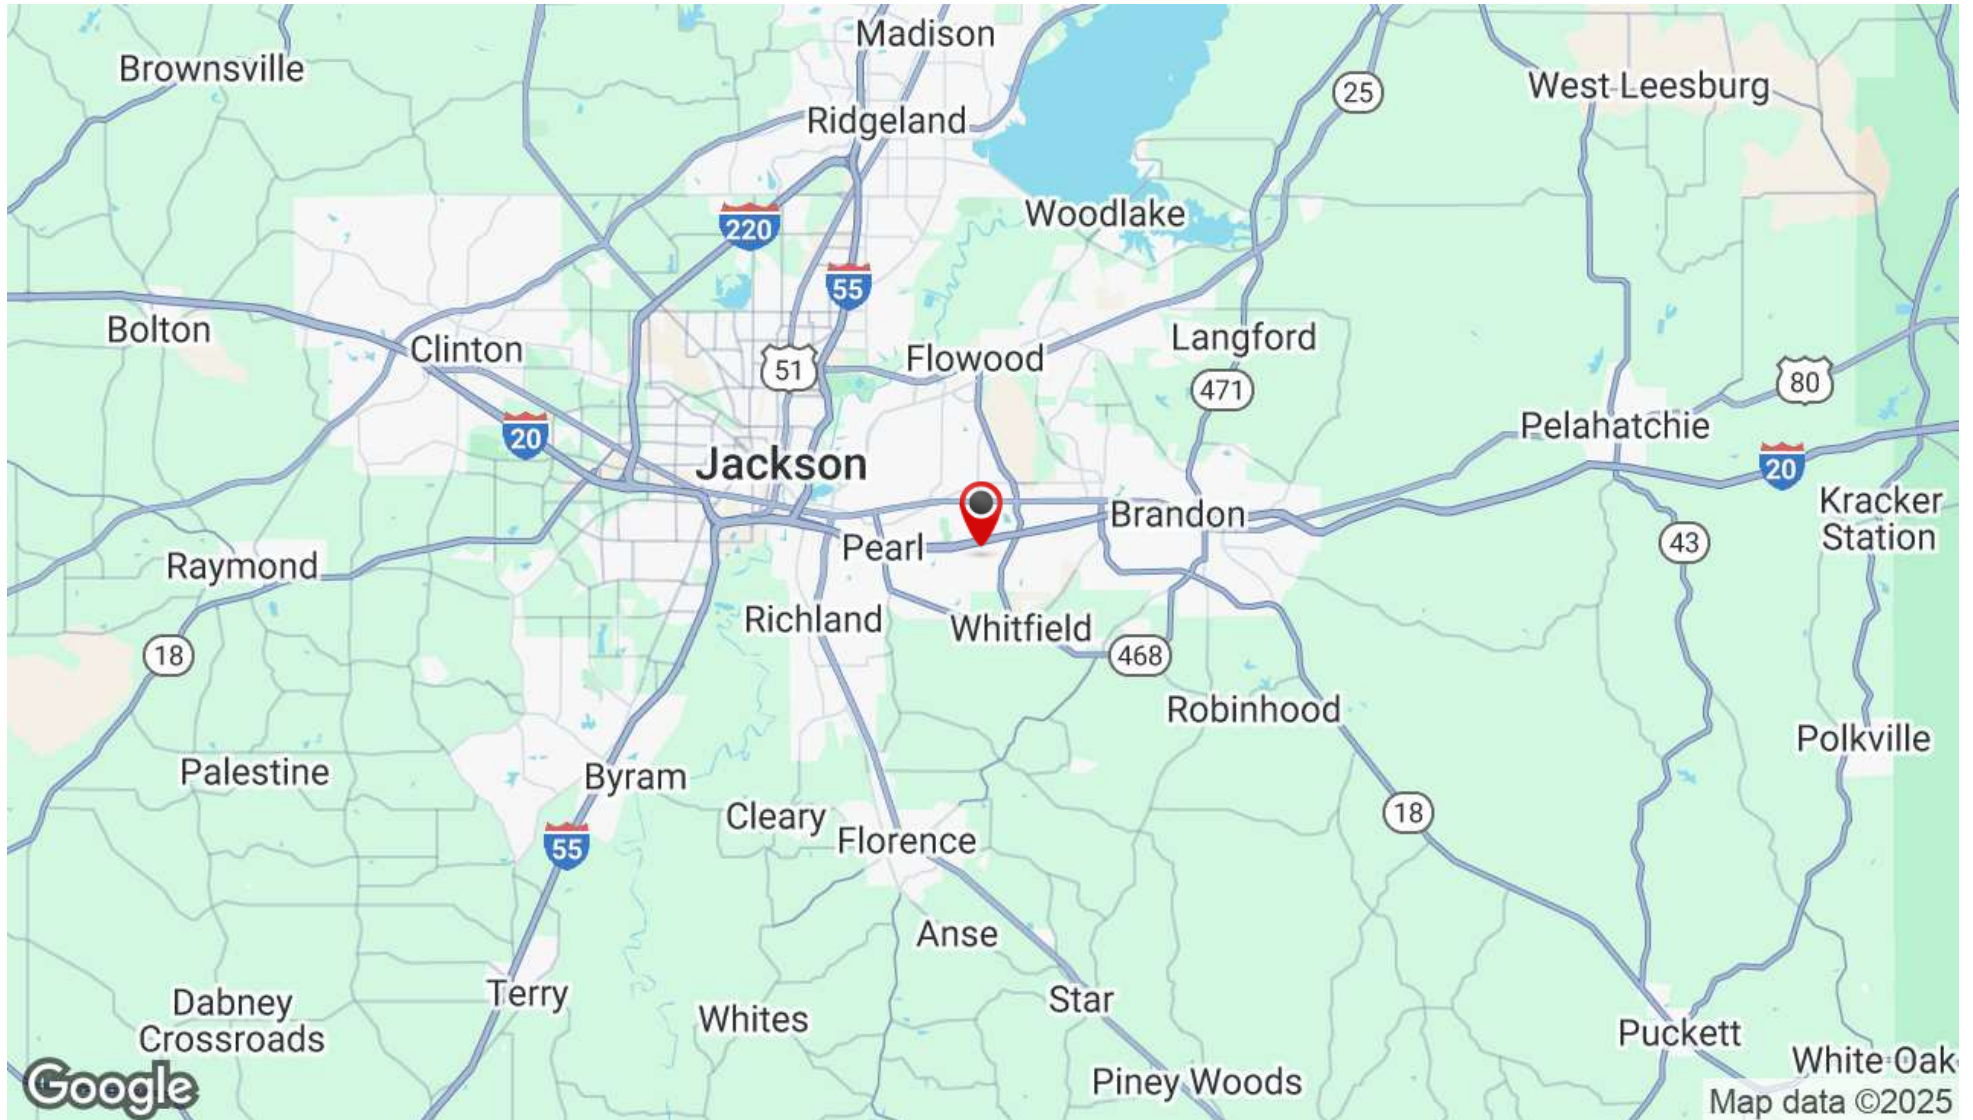 Madison
Brownsville
West Leesburg
25
Ridgeland
Woodlake
220
55
Bolton
Clinton
51
Flowood
Langford
471
80
20
Pelahatchie
Jackson
20
Kracker
Station
Brandon
Pearl
43
Raymond
Richland
Whitfield
18
468
Robinhood
Polkville
Palestine
Byram
Cleary
18
Florence
55
Anse
Terry
Star
Dabney
Crossroads
Whites
Puckett
White Oak
Piney Woods
Google
Map data ©2025